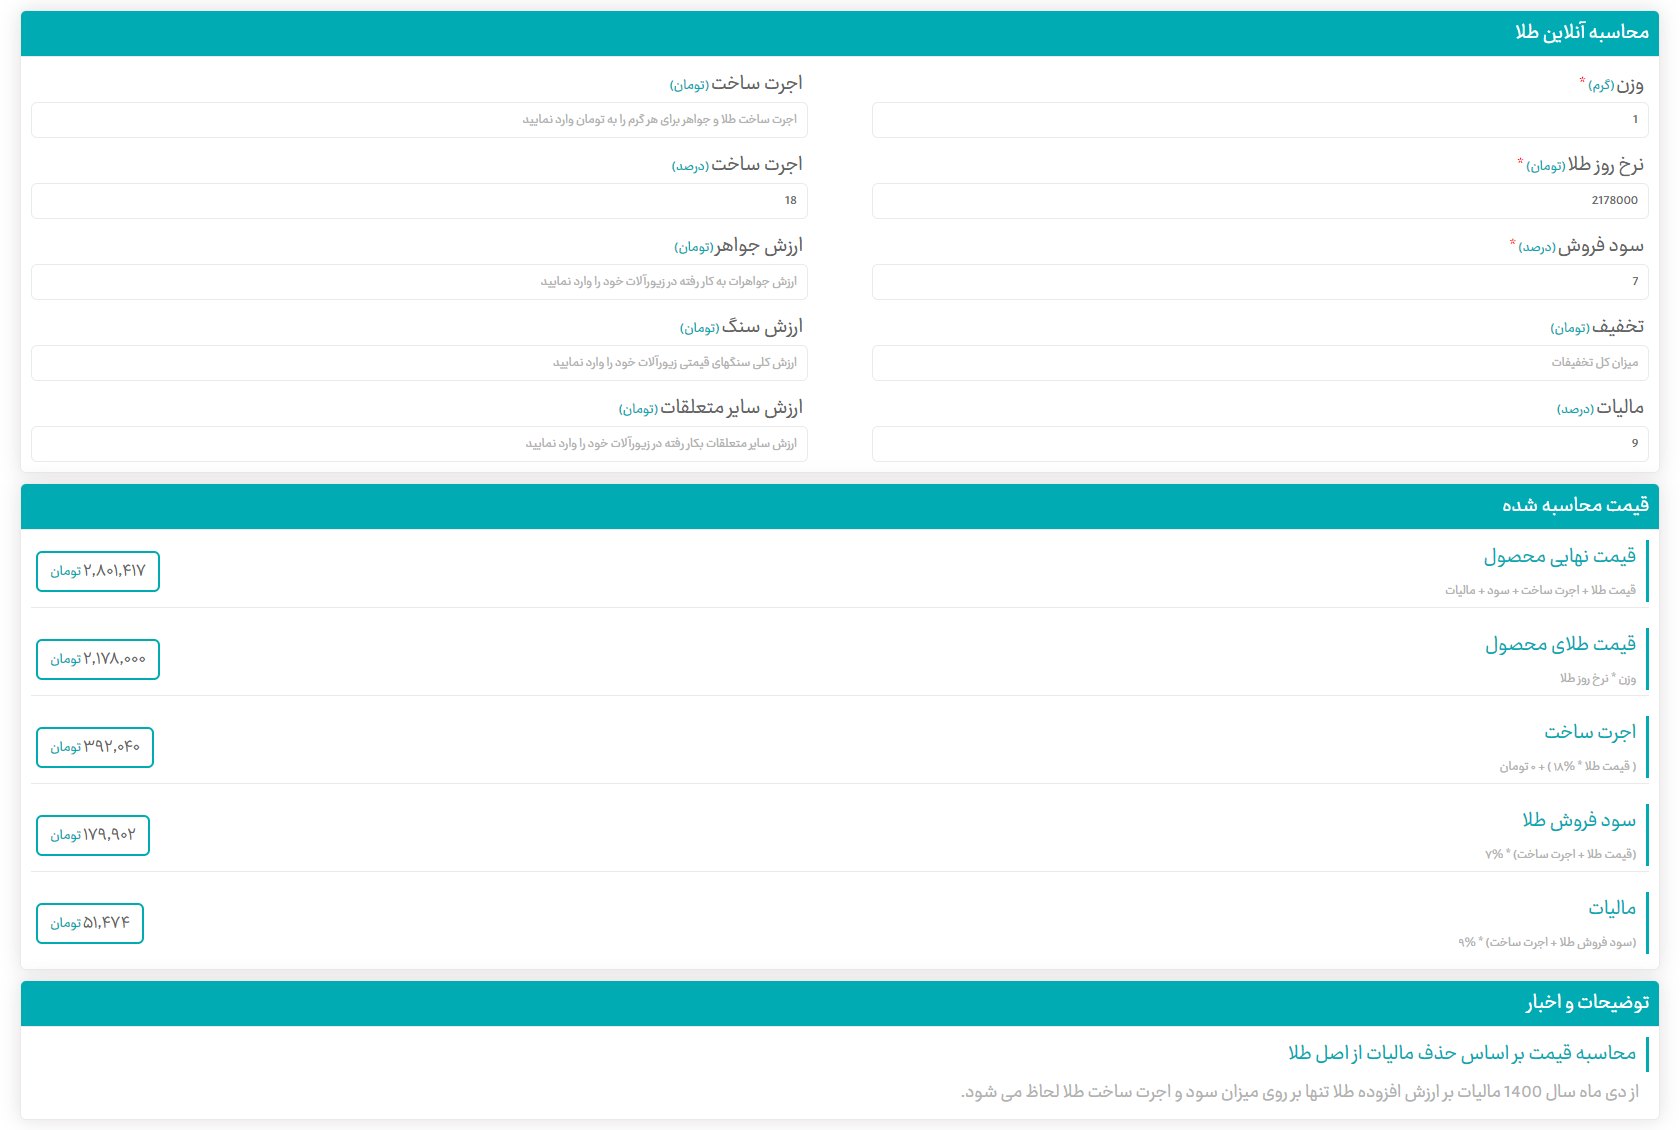 محاسبه آنلاین طلا
وزن (گرم) *
1
اجرت ساخت (تومان)
اجرت ساخت طلا و جواهر برای هر گرم را به تومان وارد نمایید
نرخ روز طلا (تومان) *
2178000
اجرت ساخت (درصد)
18
سود فروش (درصد) *
7
ارزش جواهر (تومان)
ارزش جواهرات به کار رفته در زیورآلات خود را وارد نمایید
تخفیف (تومان)
میزان کل تخفیفات
ارزش سنگ (تومان)
ارزش کلی سنگهای قیمتی زیورآلات خود را وارد نمایید
مالیات (درصد)
9
ارزش سایر متعلقات (تومان)
ارزش سایر متعلقات بکار رفته در زیورآلات خود را وارد نمایید
قیمت محاسبه شده
قیمت نهایی محصول
قیمت طلا + اجرت ساخت + سود + مالیات
۲,۸۰۱,۴۱۷ تومان
قیمت طلای محصول
وزن * نرخ روز طلا
۲,۱۷۸,۰۰۰ تومان
اجرت ساخت
( قیمت طلا * %۱۸ ) + ۰ تومان
۳۹۲,۰۴۰ تومان
سود فروش طلا
(قیمت طلا + اجرت ساخت) * %۷
۱۷۹,۹۰۲ تومان
مالیات
(سود فروش طلا + اجرت ساخت) * %۹
۵۱,۴۷۴ تومان
توضیحات و اخبار
محاسبه قیمت بر اساس حذف مالیات از اصل طلا
از دی ماه سال 1400 مالیات بر ارزش افزوده طلا تنها بر روی میزان سود و اجرت ساخت طلا لحاظ می شود.